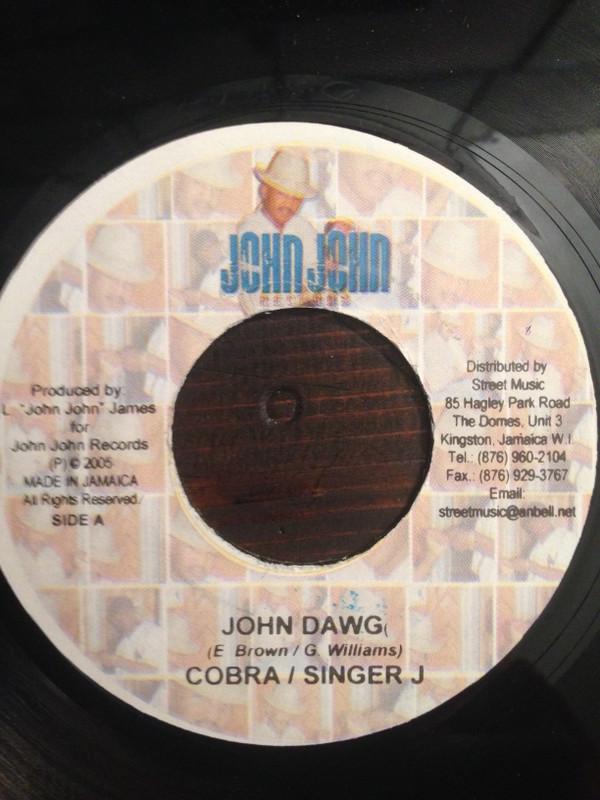 JOHN JOHN
RECORDS
Produced by:
L. "John John" James
for
John John Records
(P) © 2005
MADE IN JAMAICA
All Rights Reserved
SIDE A
Distributed by
Street Music
85 Hagley Park Road
The Domes, Unit 3
Kingston, Jamaica W.I.
Tel.: (876) 960-2104
Fax.: (876) 929-3767
Email:
streetmusic@anbell.net
JOHN DAWG(
(E. Brown / G. Williams)
COBRA / SINGER J